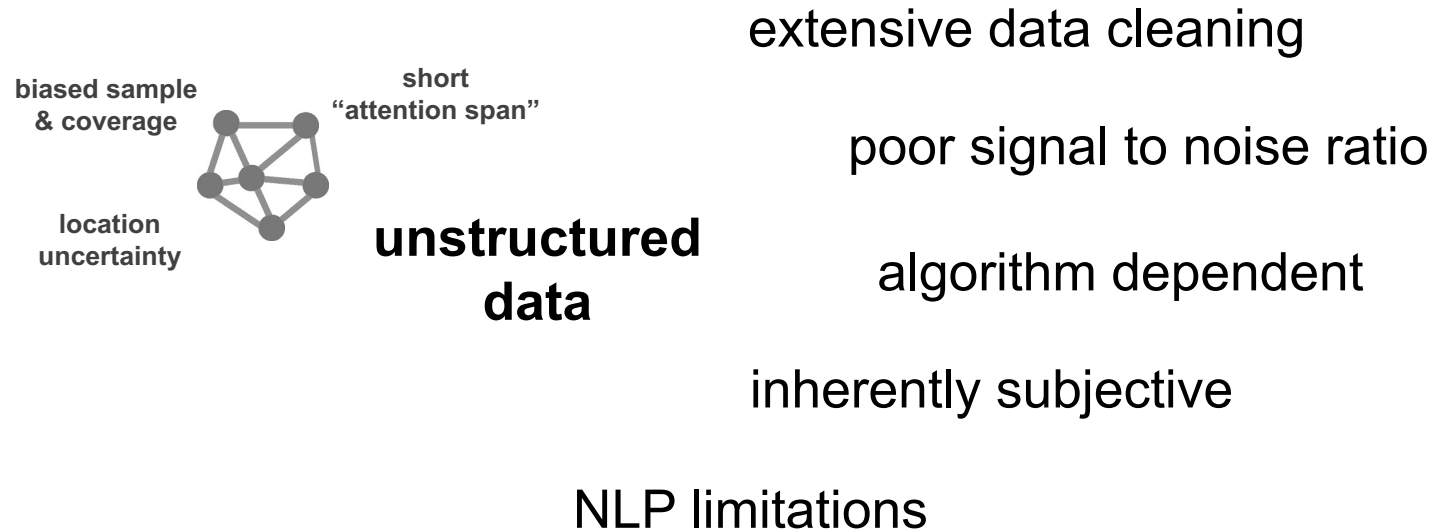 extensive data cleaning
biased sample
& coverage
short
“attention span”
poor signal to noise ratio
location
uncertainty
unstructured
data
algorithm dependent
inherently subjective
NLP limitations